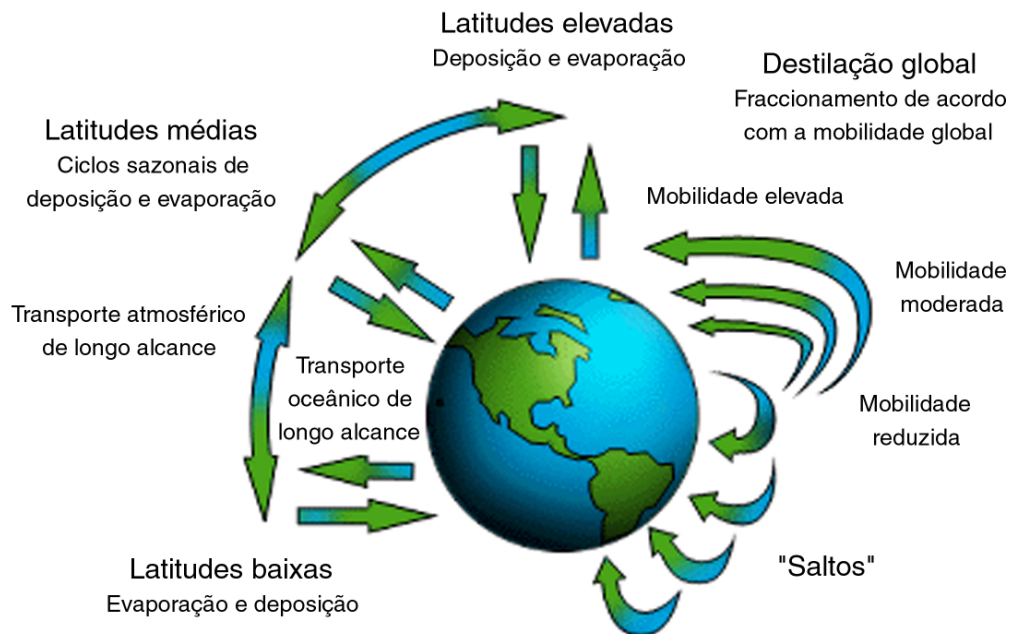 Latitudes elevadas
Deposição e evaporação
Destilação global
Fraccionamento de acordo
com a mobilidade global
Latitudes médias
Ciclos sazonais de
deposição e evaporação
Mobilidade elevada
Mobilidade
moderada
Transporte atmosférico
de longo alcance
Transporte
oceânico de
longo alcance
Mobilidade
reduzida
Latitudes baixas
Evaporação e deposição
"Saltos"